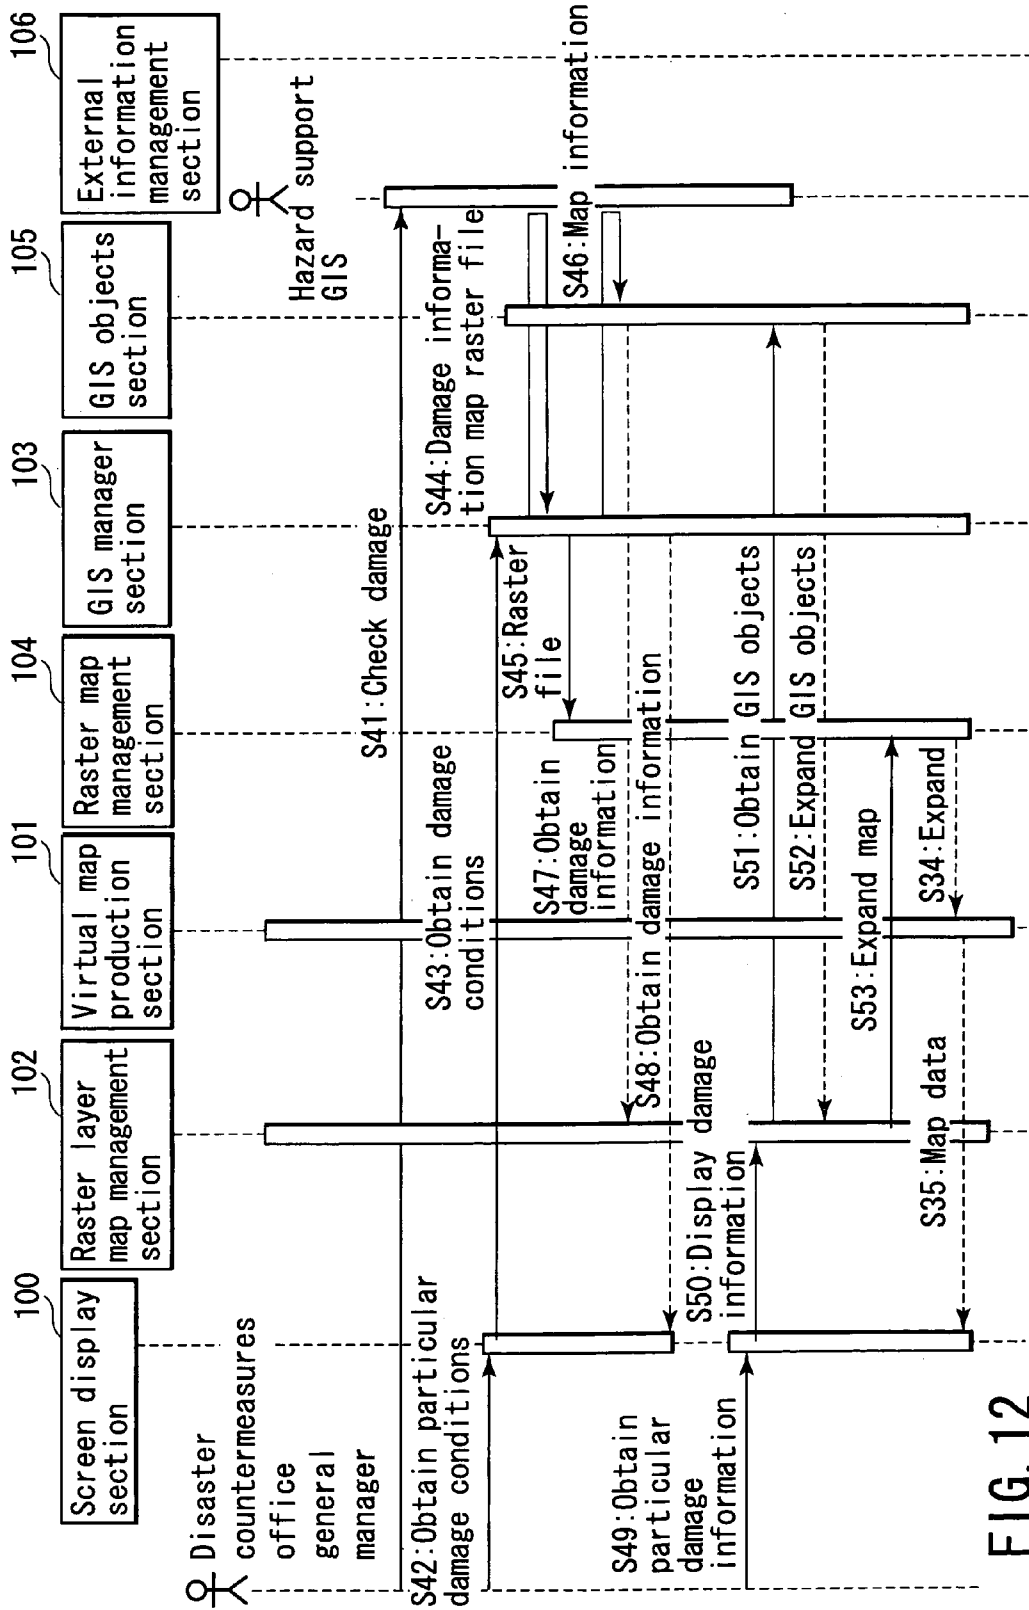 100
102
101
104
103
105
106
Screen display
section
Raster layer
map management
section
Virtual map
production
section
Raster map
management
section
GIS manager
section
GIS objects
section
External
information
management
section
Disaster
countermeasures
office
general
manager
Hazard support
GIS
S41:Check damage
S42:Obtain particular
damage conditions
S43:Obtain damage
conditions
S44:Damage informa-
tion map raster file
S45:Raster
file
S46:Map information
S47:Obtain
damage
information
S48:Obtain damage information
S49:Obtain
particular
damage
information
S50:Display damage
information
S51:Obtain GIS objects
S52:Expand GIS objects
S53:Expand map
S34:Expand
S35:Map data
FIG. 12